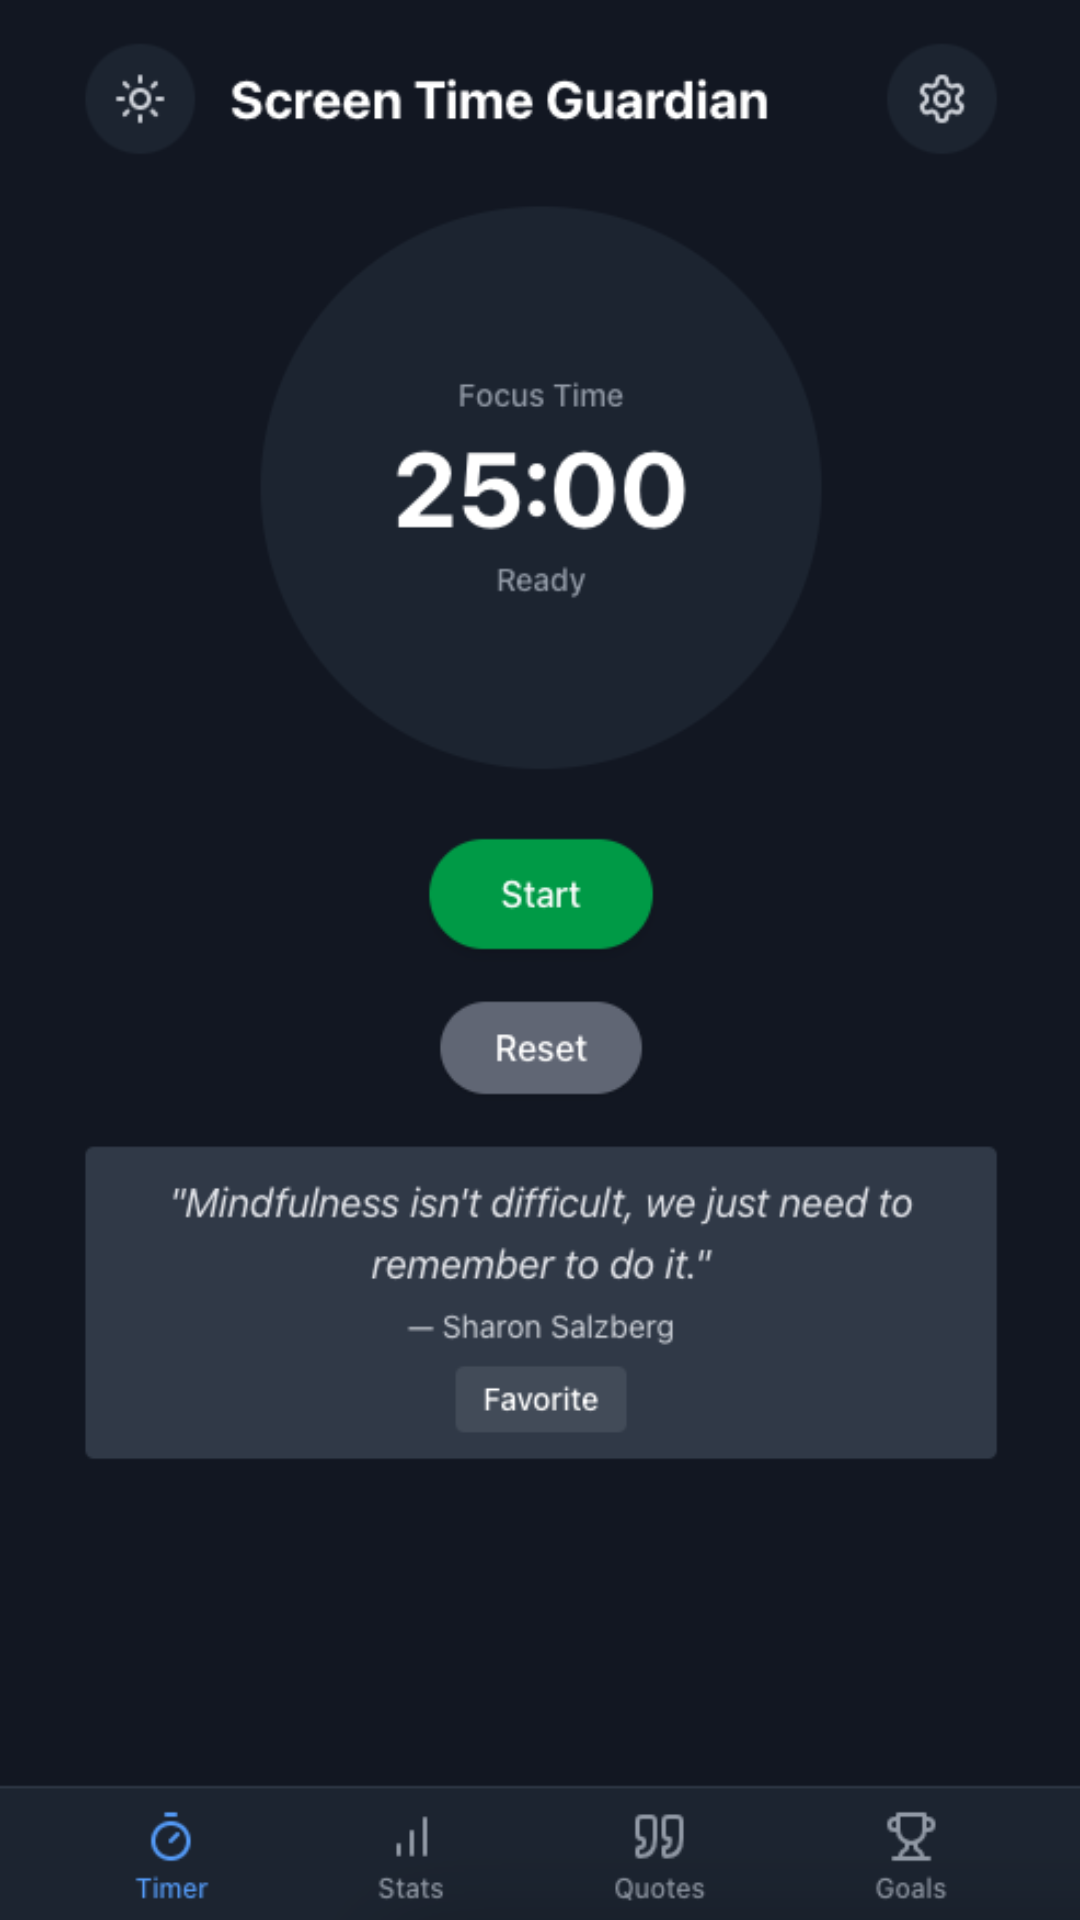 Screen Time Guardian
Focus Time
25:00
Ready
Start
Reset
"Mindfulness isn't difficult, we just need to
remember to do it."
— Sharon Salzberg
Favorite
Timer
Stats
Quotes
Goals